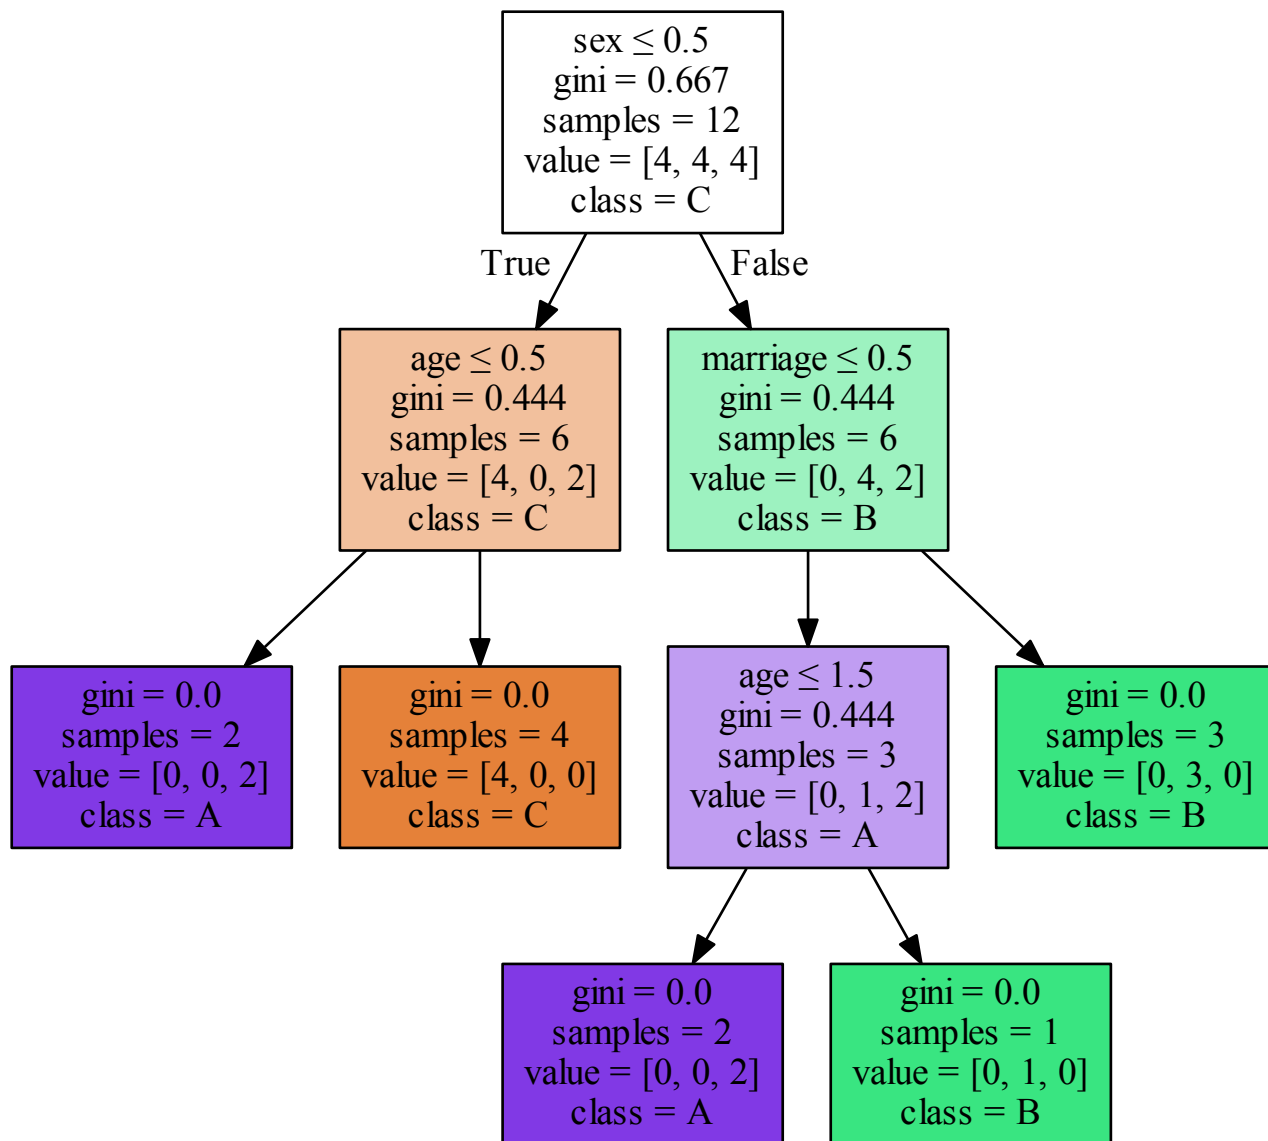 sex ≤ 0.5
gini = 0.667
samples = 12
value = [4, 4, 4]
class = C
True
False
age ≤ 0.5
gini = 0.444
samples = 6
value = [4, 0, 2]
class = C
marriage ≤ 0.5
gini = 0.444
samples = 6
value = [0, 4, 2]
class = B
gini = 0.0
samples = 2
value = [0, 0, 2]
class = A
gini = 0.0
samples = 4
value = [4, 0, 0]
class = C
age ≤ 1.5
gini = 0.444
samples = 3
value = [0, 1, 2]
class = A
gini = 0.0
samples = 3
value = [0, 3, 0]
class = B
gini = 0.0
samples = 2
value = [0, 0, 2]
class = A
gini = 0.0
samples = 1
value = [0, 1, 0]
class = B